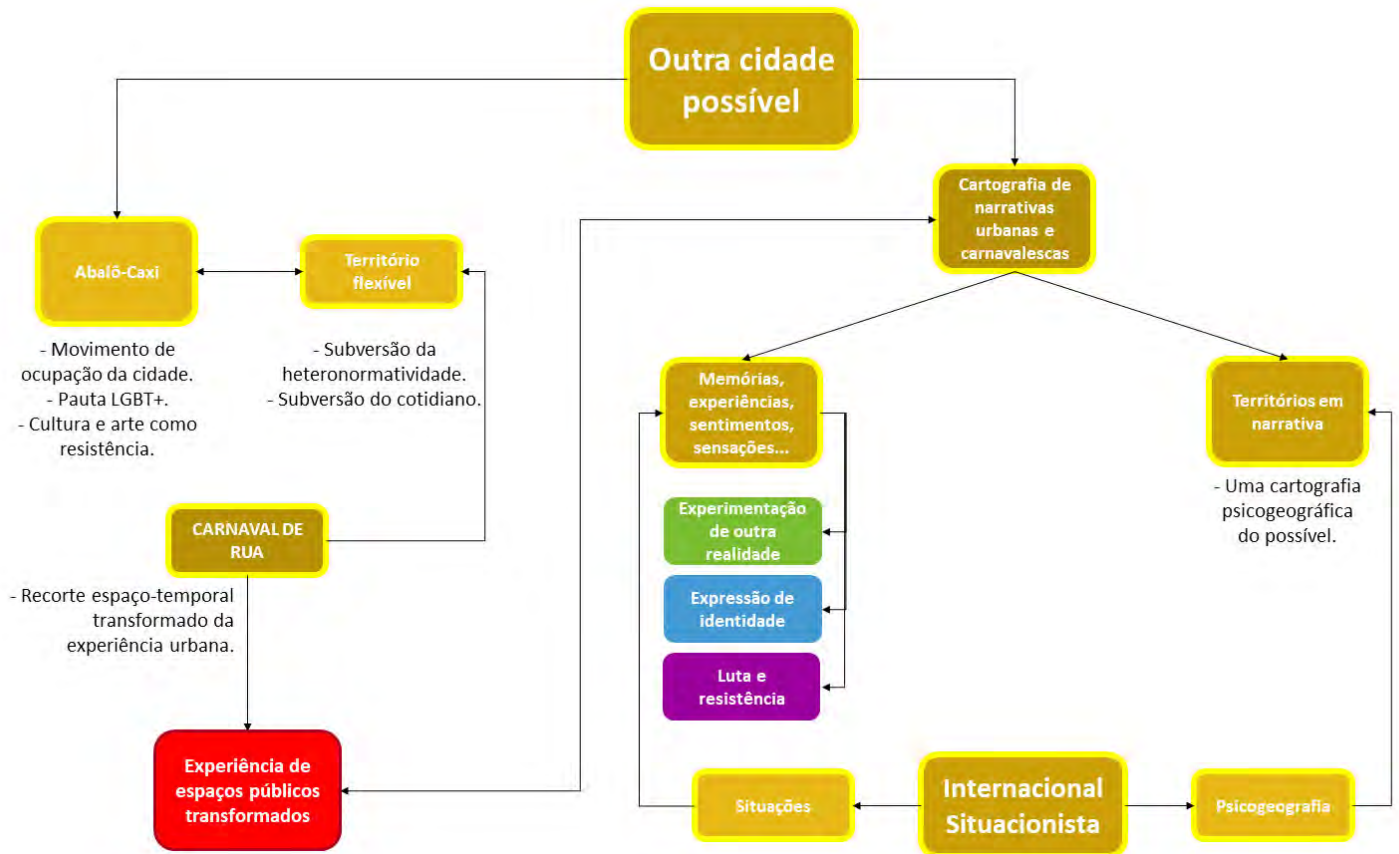 Outra cidade
possível
Cartografia de
narrativas
urbanas e
carnavalescas
Abalô-Caxi
Território
flexível
- Movimento de
ocupação da cidade.
- Pauta LGBT+.
- Cultura e arte como
resistência.
- Subversão da
heteronormatividade.
- Subversão do cotidiano.
Memórias,
experiências,
sentimentos,
sensações...
Territórios em
narrativa
- Uma cartografia
psicogeográfica
do possível.
CARNAVAL DE
RUA
- Recorte espaço-temporal
transformado da
experiência urbana.
Experimentação
de outra
realidade
Expressão de
identidade
Luta e
resistência
Experiência de
espaços públicos
transformados
Situações
Internacional
Situacionista
Psicogeografia